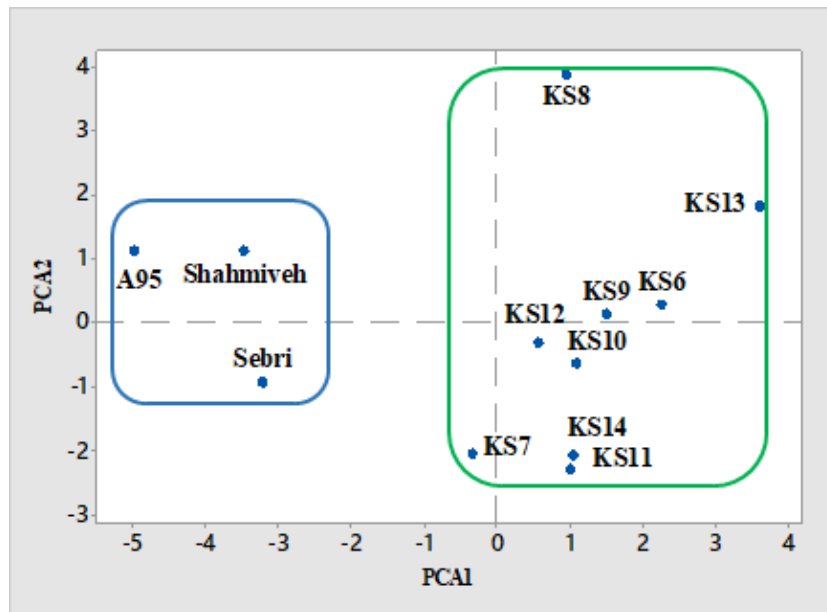 4
KS8
3
2
KS13
1
A95
Shahmiveh
KS9
KS6
PCA2
0
KS12
KS10
Sebri
-1
KS14
-2
KS7
KS11
-3
-5 -4 -3 -2 -1 0 1 2 3 4
PCA1